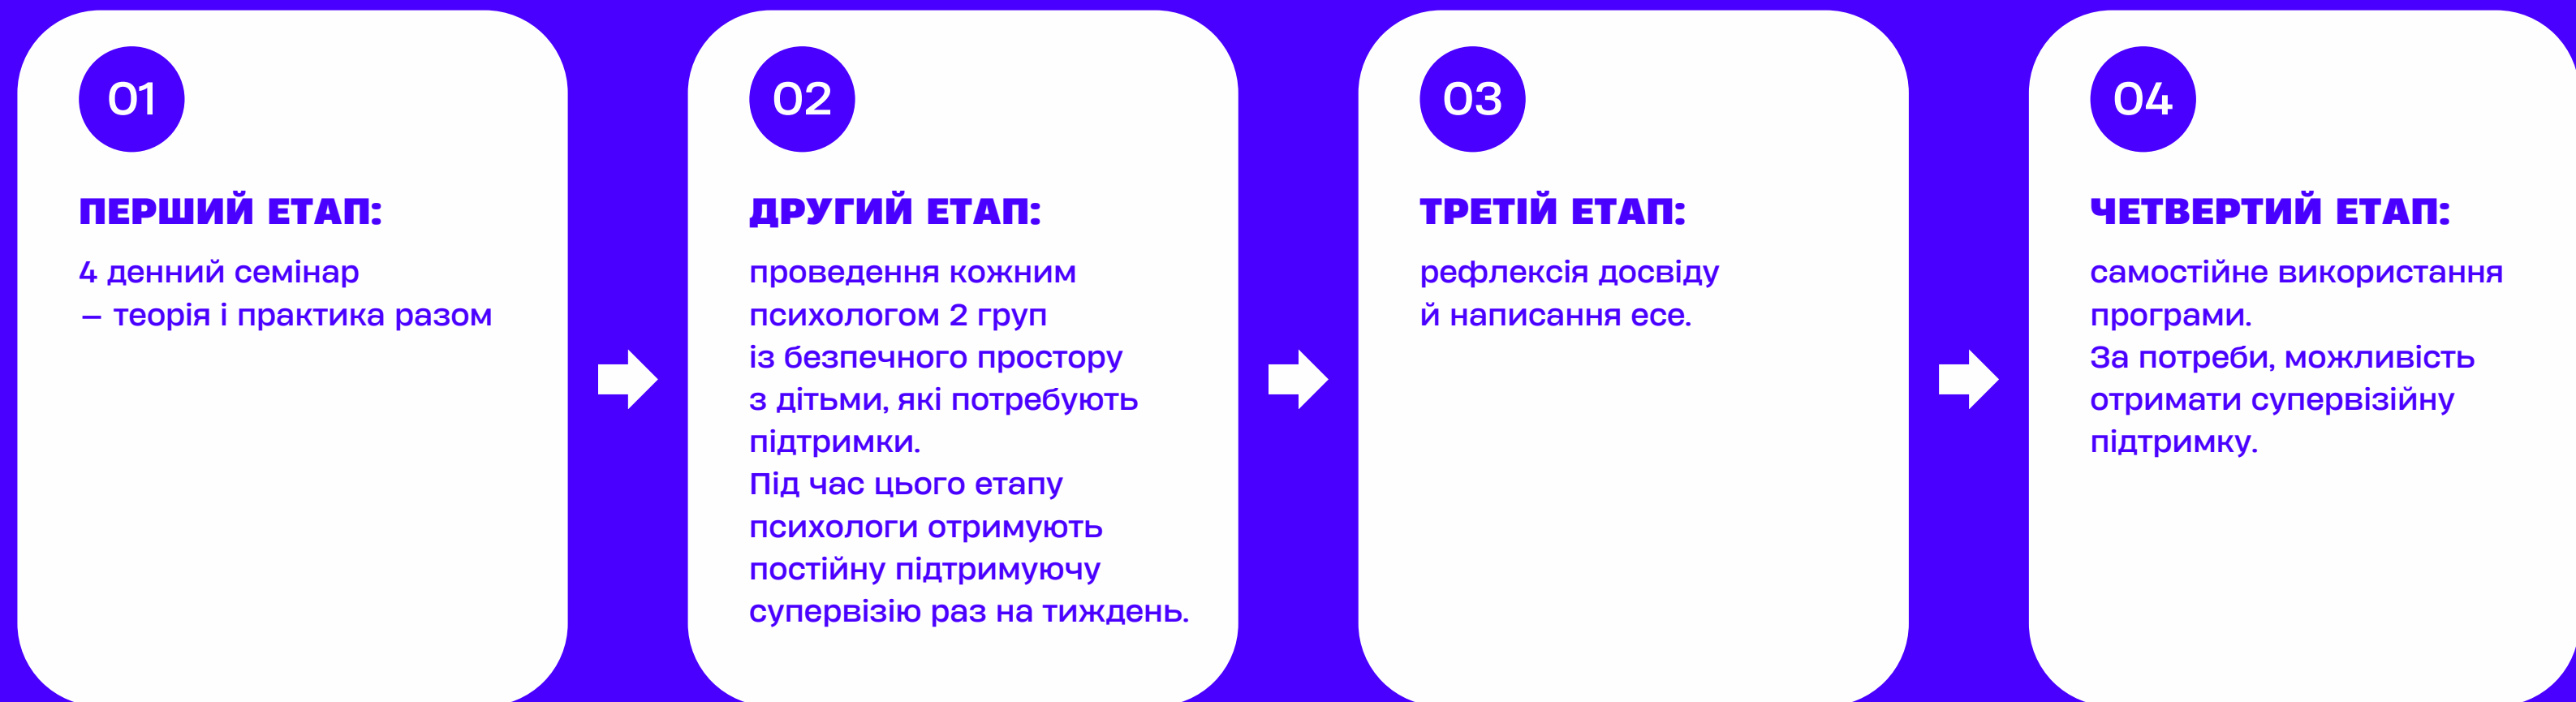 01
ПЕРШИЙ ЕТАП:
4 денний семінар
– теорія і практика разом
02
ДРУГИЙ ЕТАП:
проведення кожним
психологом 2 груп
із безпечного простору
з дітьми, які потребують
підтримки.
Під час цього етапу
психологи отримують
постійну підтримуючу
супервізію раз на тиждень.
03
ТРЕТІЙ ЕТАП:
рефлексія досвіду
й написання есе.
04
ЧЕТВЕРТИЙ ЕТАП:
самостійне використання
програми.
За потреби, можливість
отримати супервізійну
підтримку.